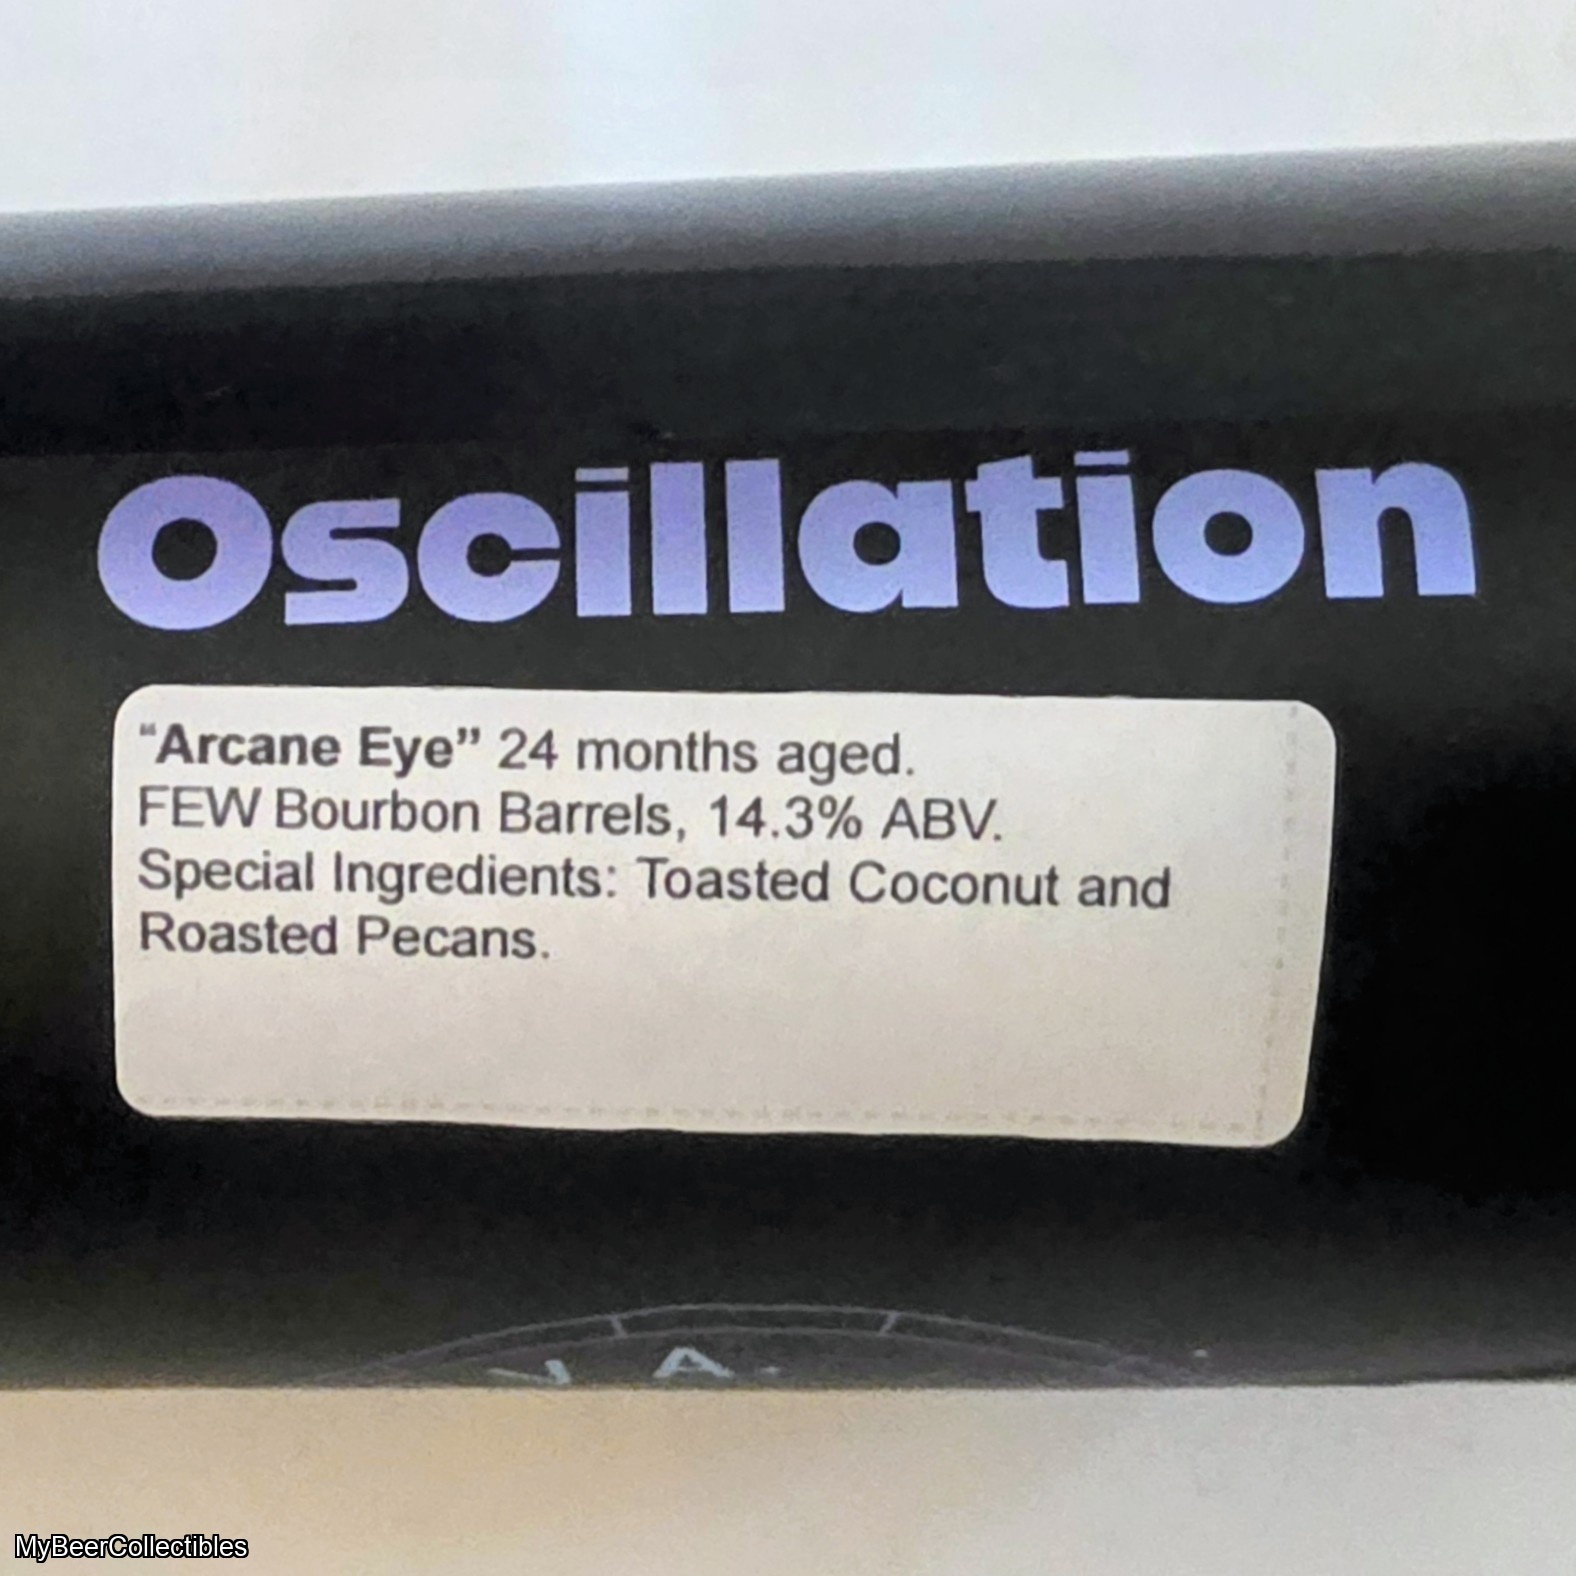 Oscillation
“Arcane Eye” 24 months aged.
FEW Bourbon Barrels, 14.3% ABV.
Special Ingredients: Toasted Coconut and
Roasted Pecans.
MyBeerCollectibles